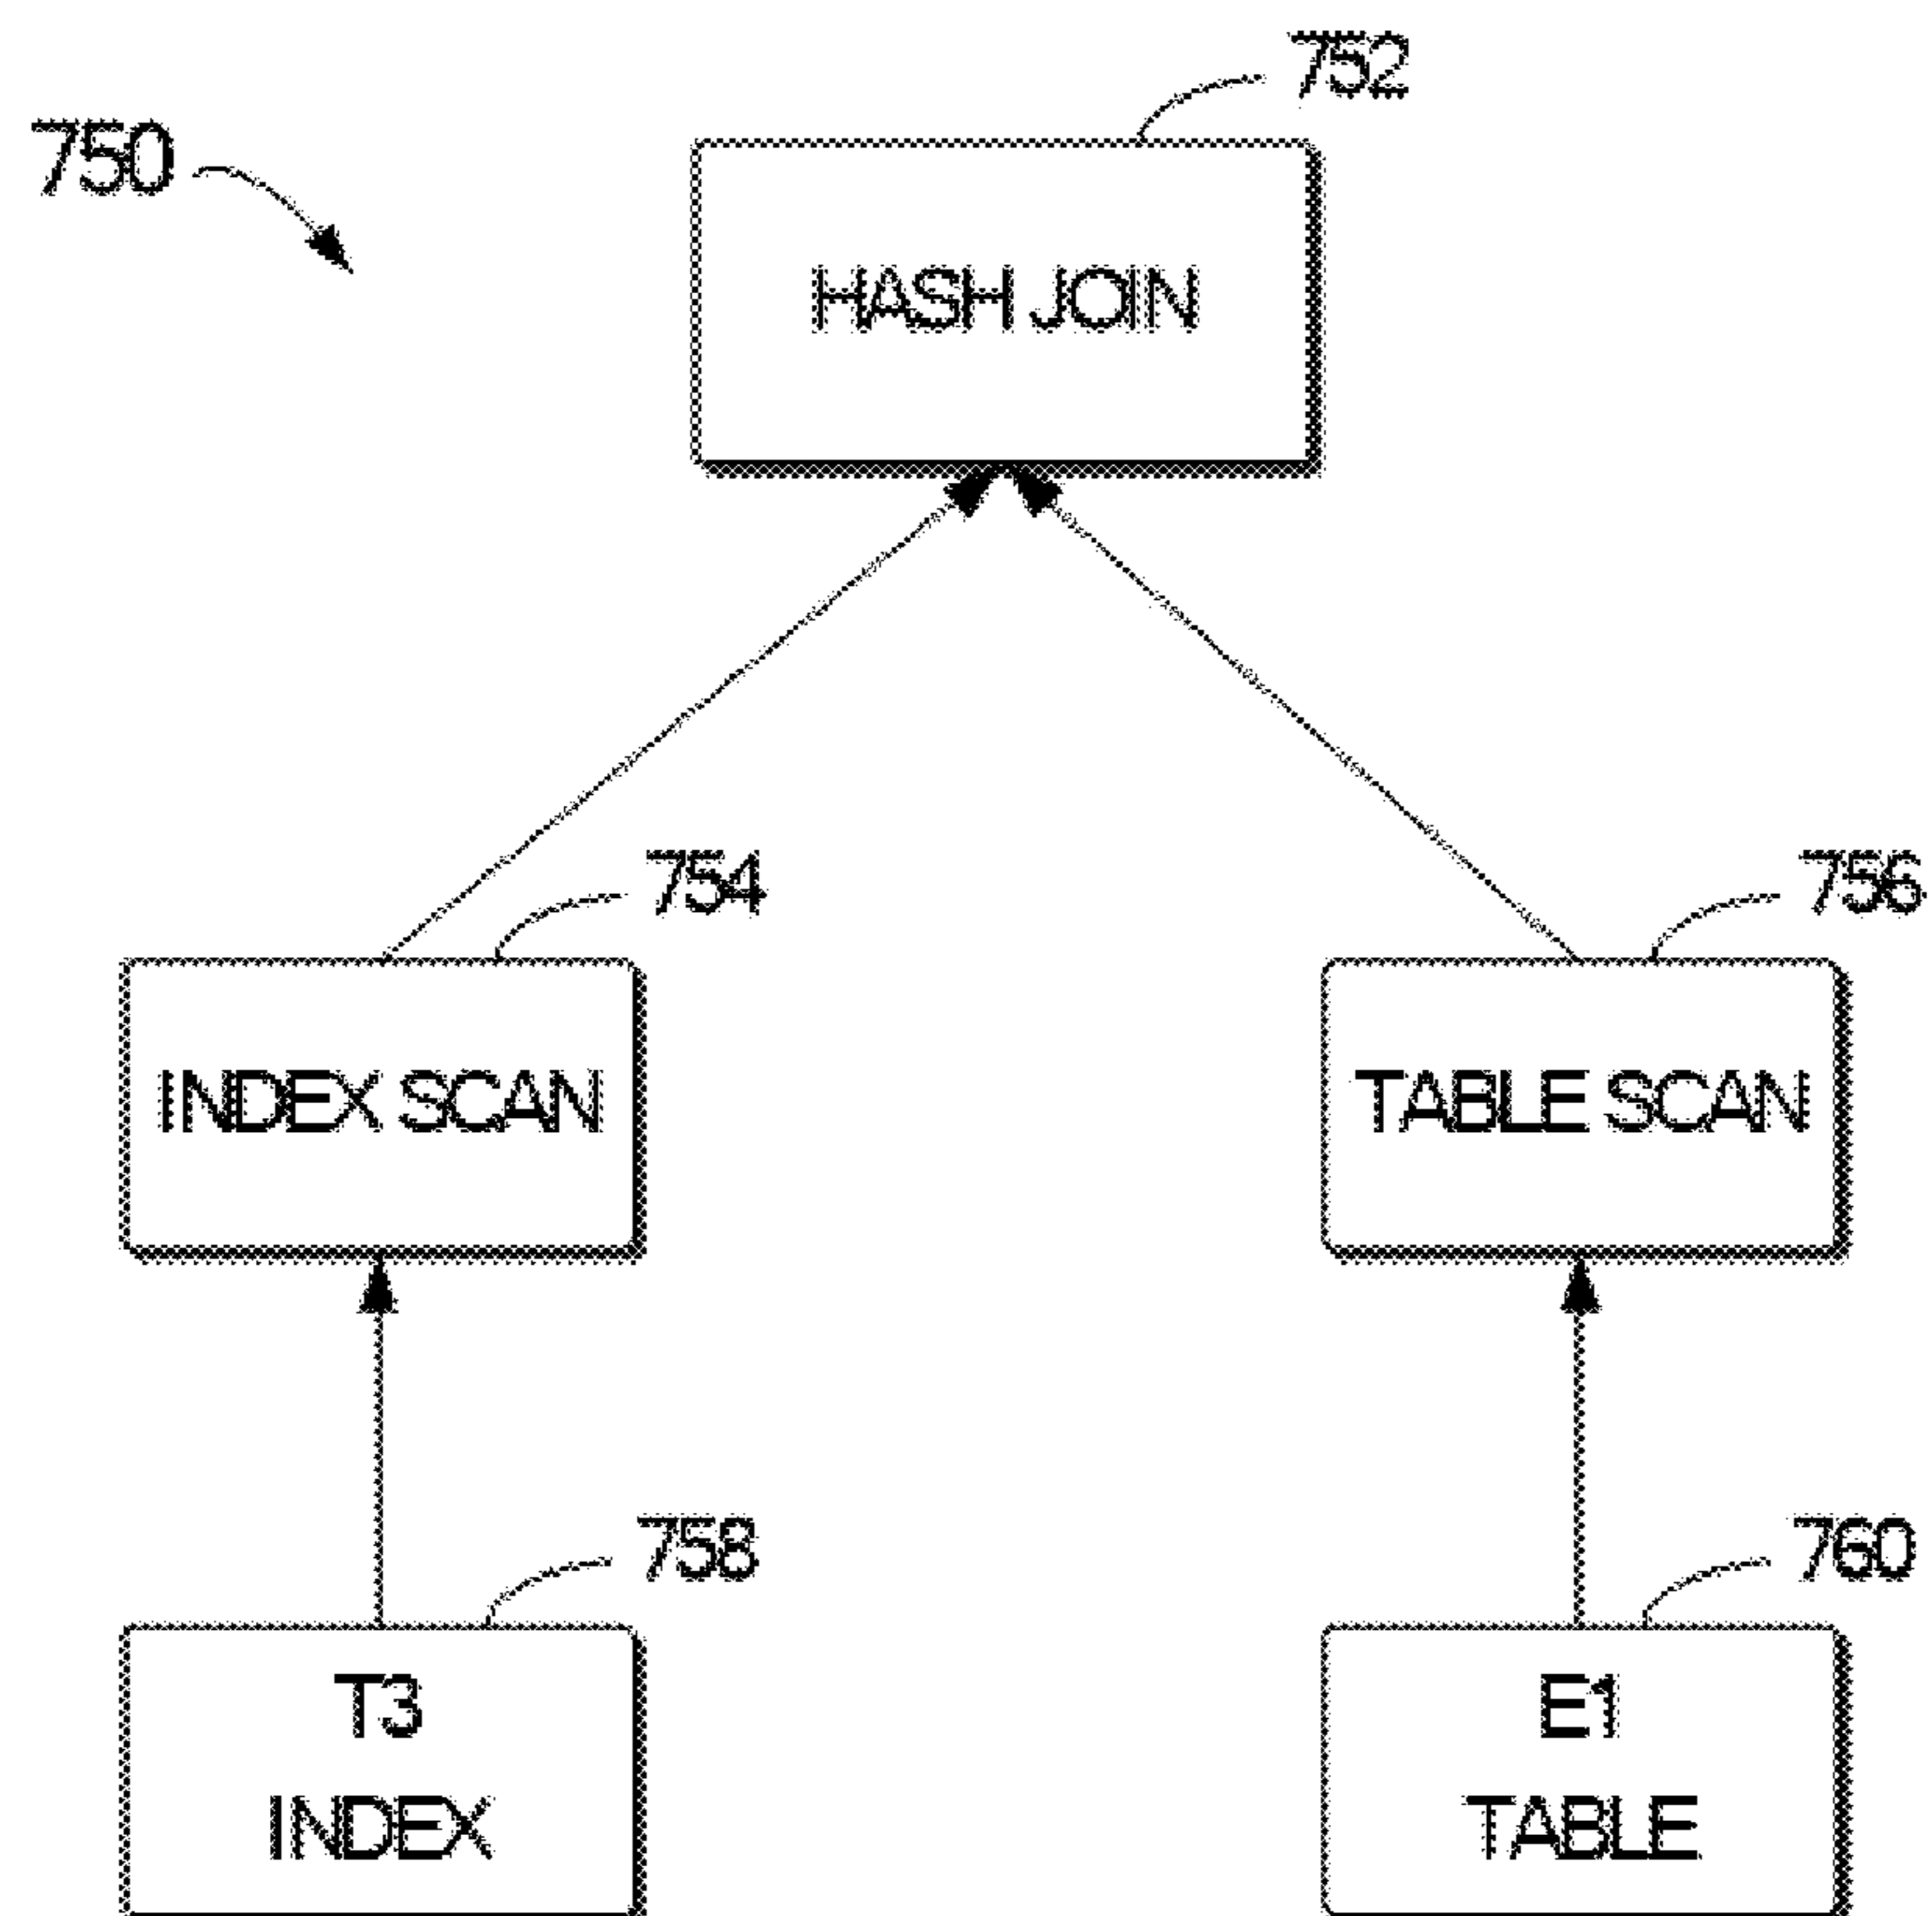 752
750
HASH JOIN
754
756
INDEX SCAN
TABLE SCAN
758
760
T3
INDEX
E1
TABLE